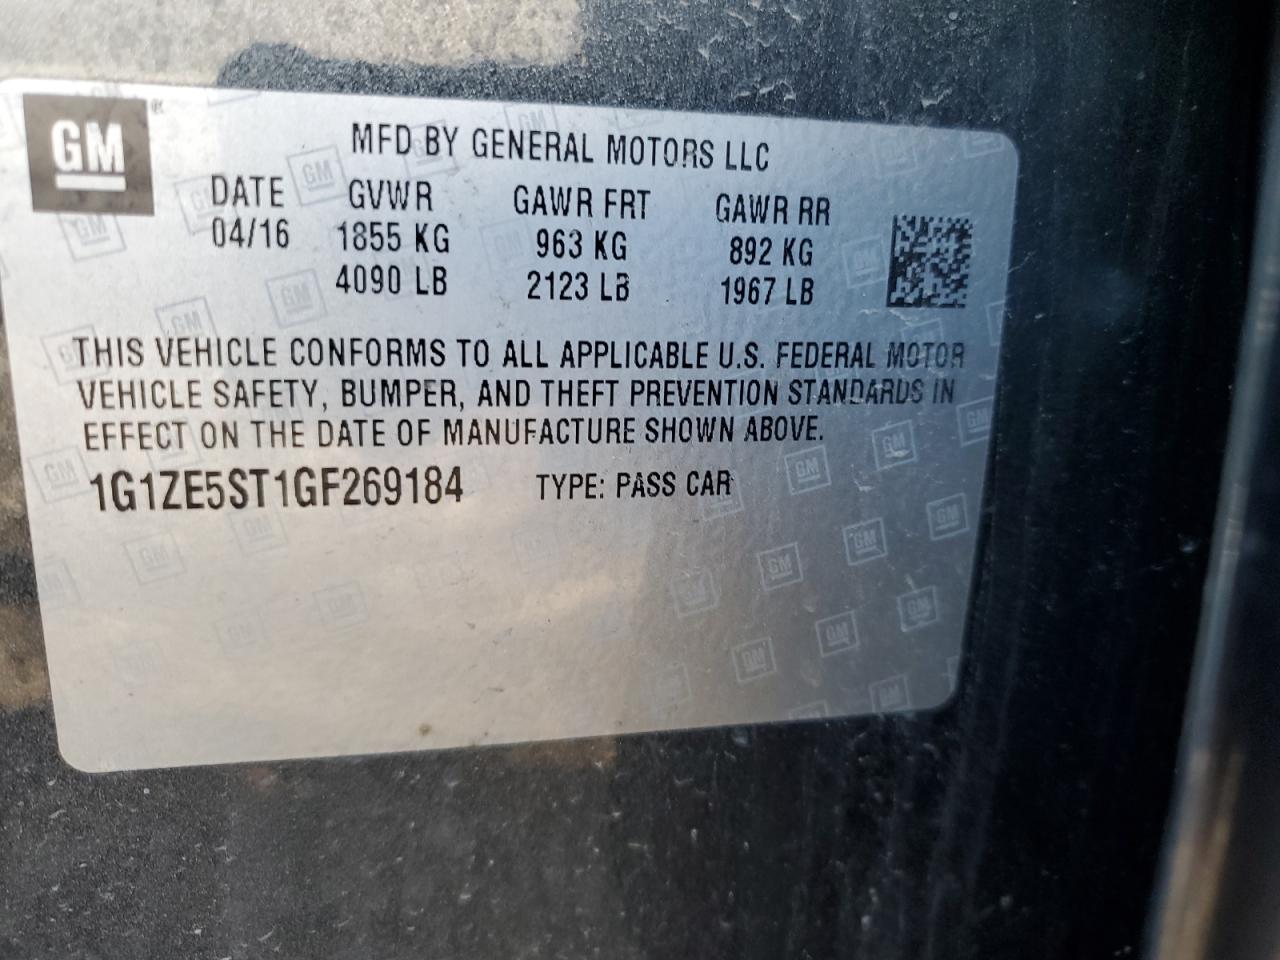 GM ®
MFD BY GENERAL MOTORS LLC
DATE GVWR GAWR FRT GAWR RR
04/16 1855 KG 963 KG 892 KG
4090 LB 2123 LB 1967 LB
THIS VEHICLE CONFORMS TO ALL APPLICABLE U.S. FEDERAL MOTOR
VEHICLE SAFETY, BUMPER, AND THEFT PREVENTION STANDARDS IN
EFFECT ON THE DATE OF MANUFACTURE SHOWN ABOVE.
1G1ZE5ST1GF269184 TYPE: PASS CAR